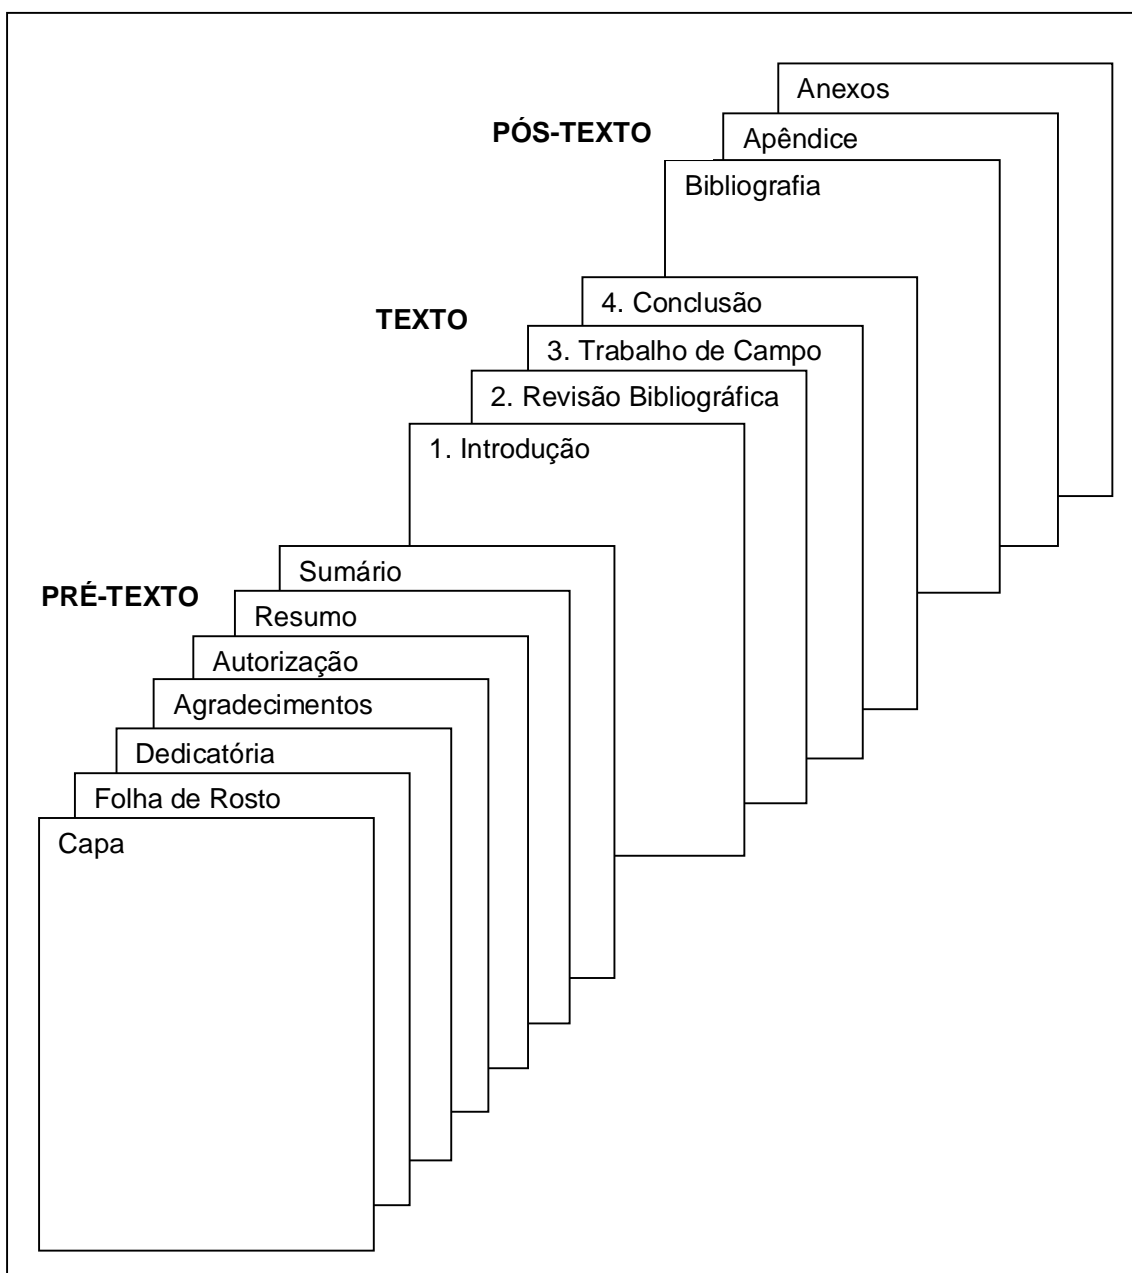 Anexos
PÓS-TEXTO
Apêndice
Bibliografia
4. Conclusão
TEXTO
3. Trabalho de Campo
2. Revisão Bibliográfica
1. Introdução
Sumário
PRÉ-TEXTO
Resumo
Autorização
Agradecimentos
Dedicatória
Folha de Rosto
Capa